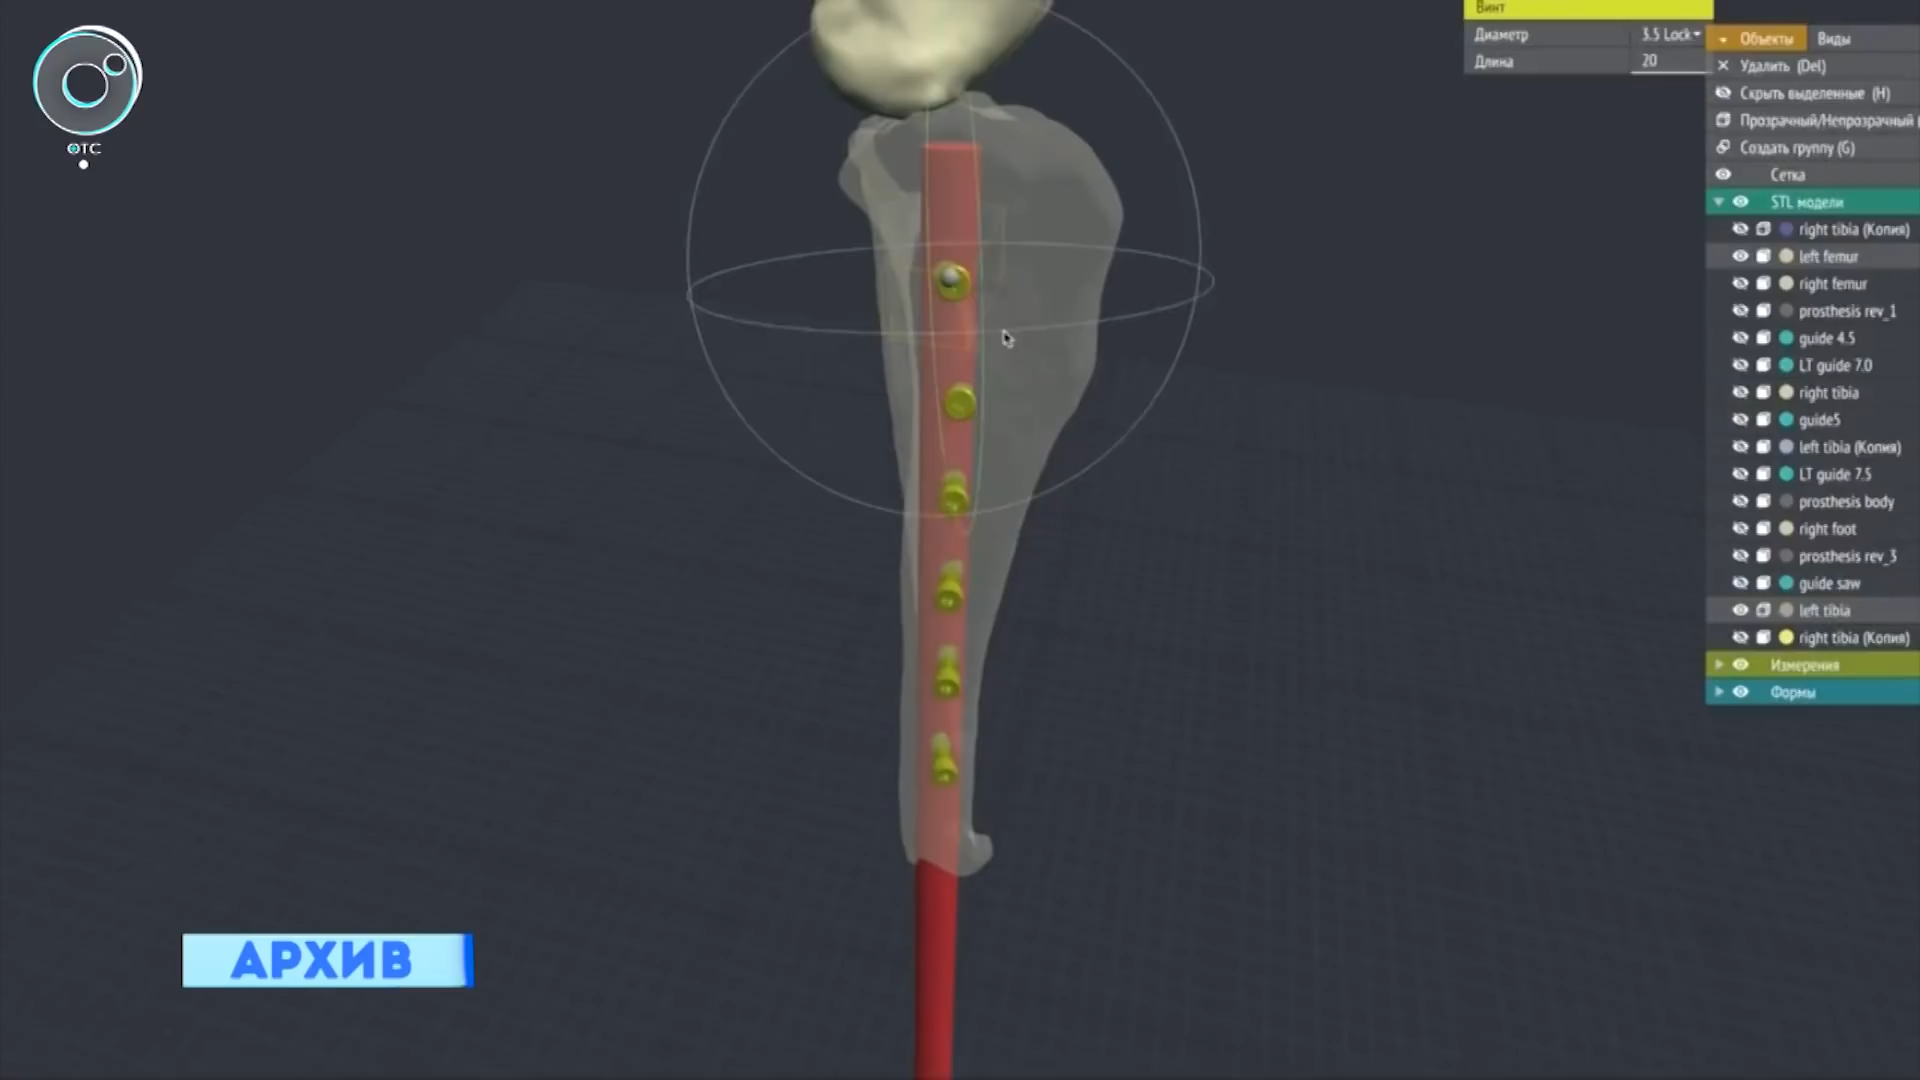 ОТС
Винт
Диаметр 3.5 Lock
Длина 20
Объекты Виды
Удалить (Del)
Скрыть выделенные (H)
Прозрачный/Непрозрачный (
Создать группу (G)
Сетка
STL модели
right tibia (Копия)
left femur
right femur
prosthesis rev_1
guide 4.5
LT guide 7.0
right tibia
guide5
left tibia (Копия)
LT guide 7.5
prosthesis body
right foot
prosthesis rev_3
guide saw
left tibia
right tibia (Копия)
Измерения
Формы
АРХИВ